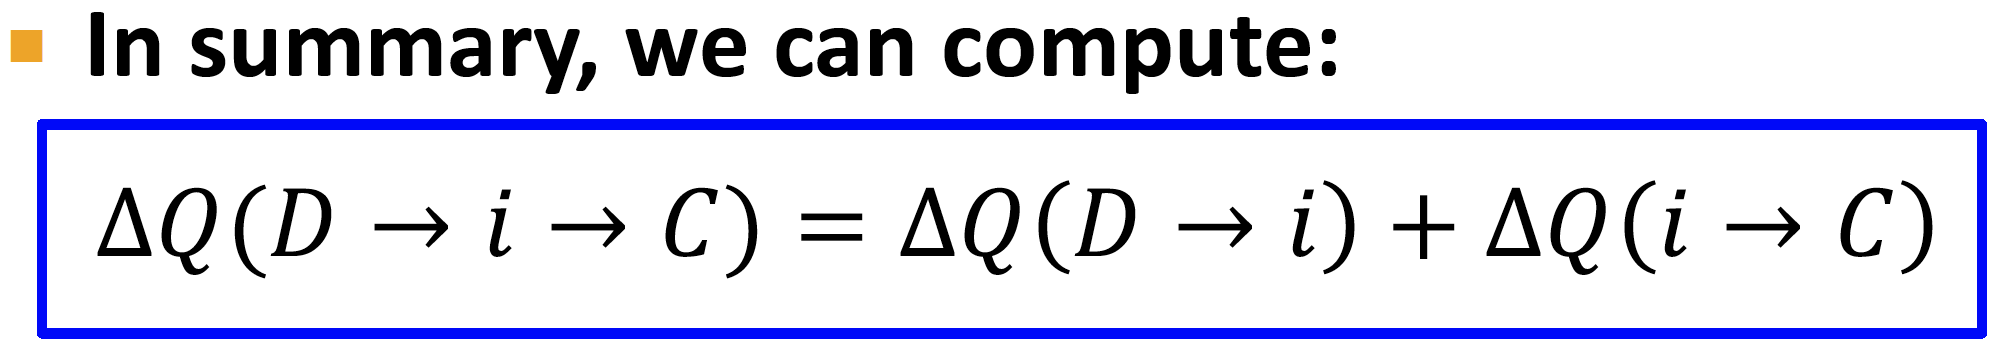 ▪ In summary, we can compute:
Δ𝑄(𝐷 → 𝑖 → 𝐶) = Δ𝑄(𝐷 → 𝑖) + Δ𝑄(𝑖 → 𝐶)